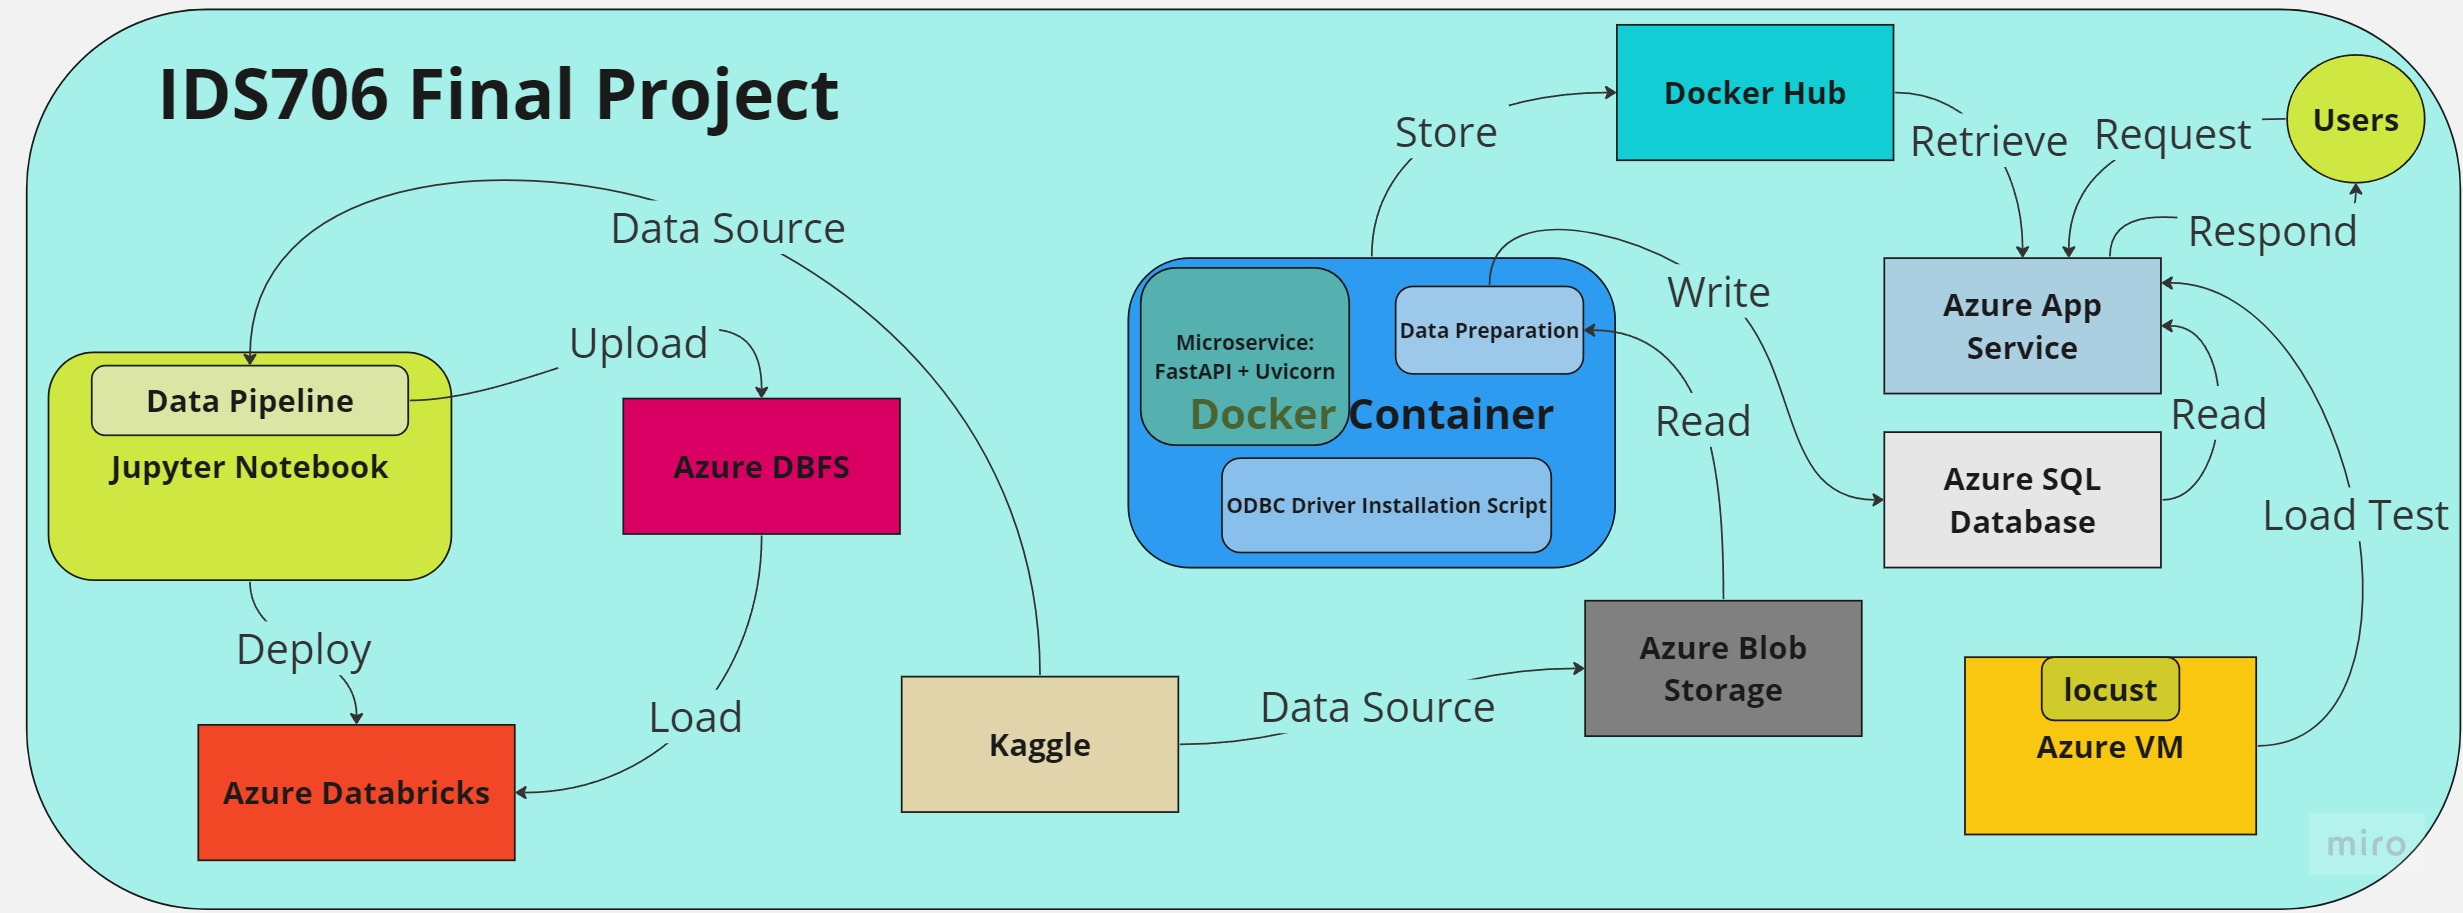 IDS706 Final Project
Docker Hub
Users
Store
Retrieve
Request
Respond
Data Source
Upload
Write
Azure App
Service
Microservice:
FastAPI + Uvicorn
Data Preparation
Docker Container
ODBC Driver Installation Script
Data Pipeline
Jupyter Notebook
Azure DBFS
Read
Read
Azure SQL
Database
Load Test
Deploy
Load
Azure Databricks
Kaggle
Data Source
Azure Blob
Storage
locust
Azure VM
miro